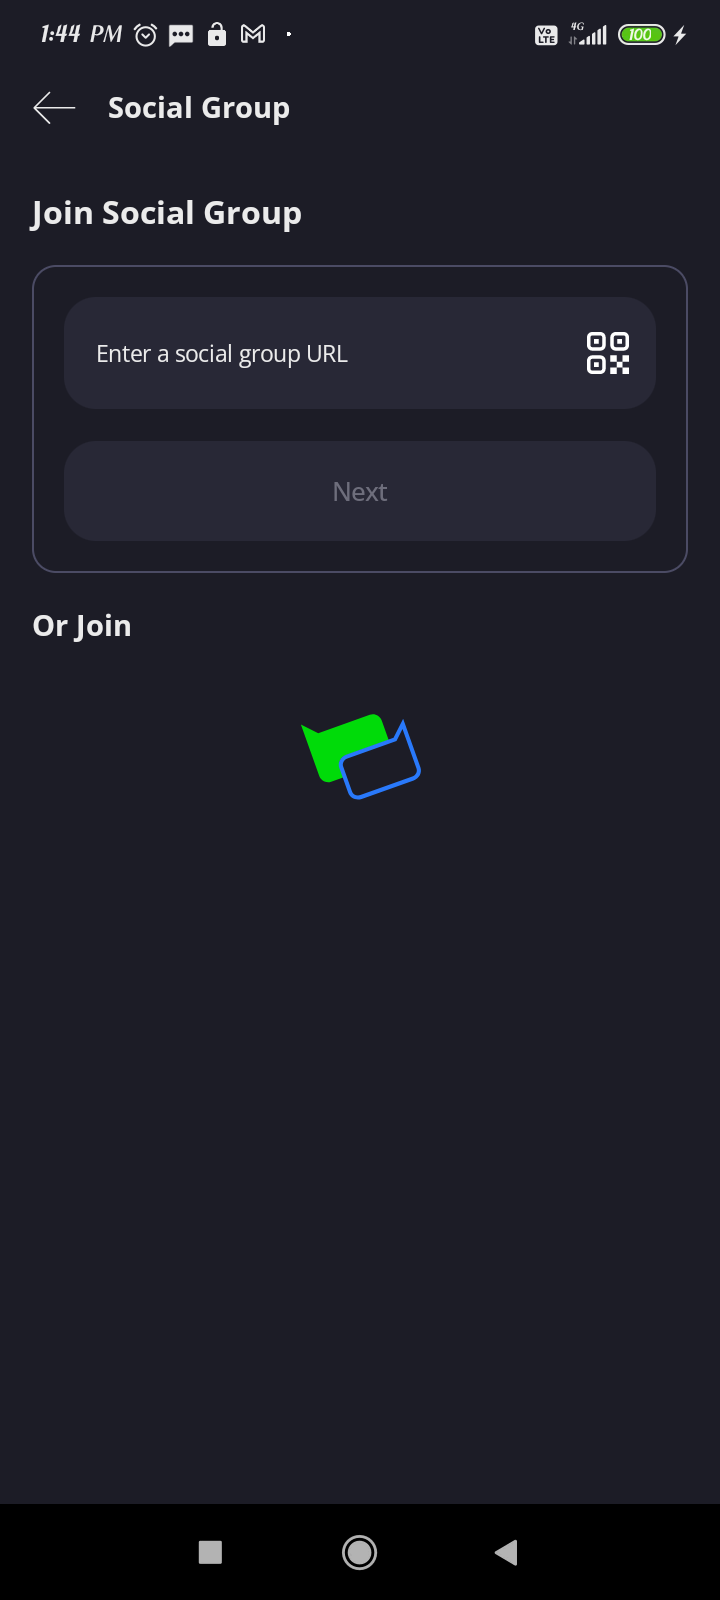 1:44 PM
Vo LTE
4G
100
Social Group
Join Social Group
Enter a social group URL
Next
Or Join